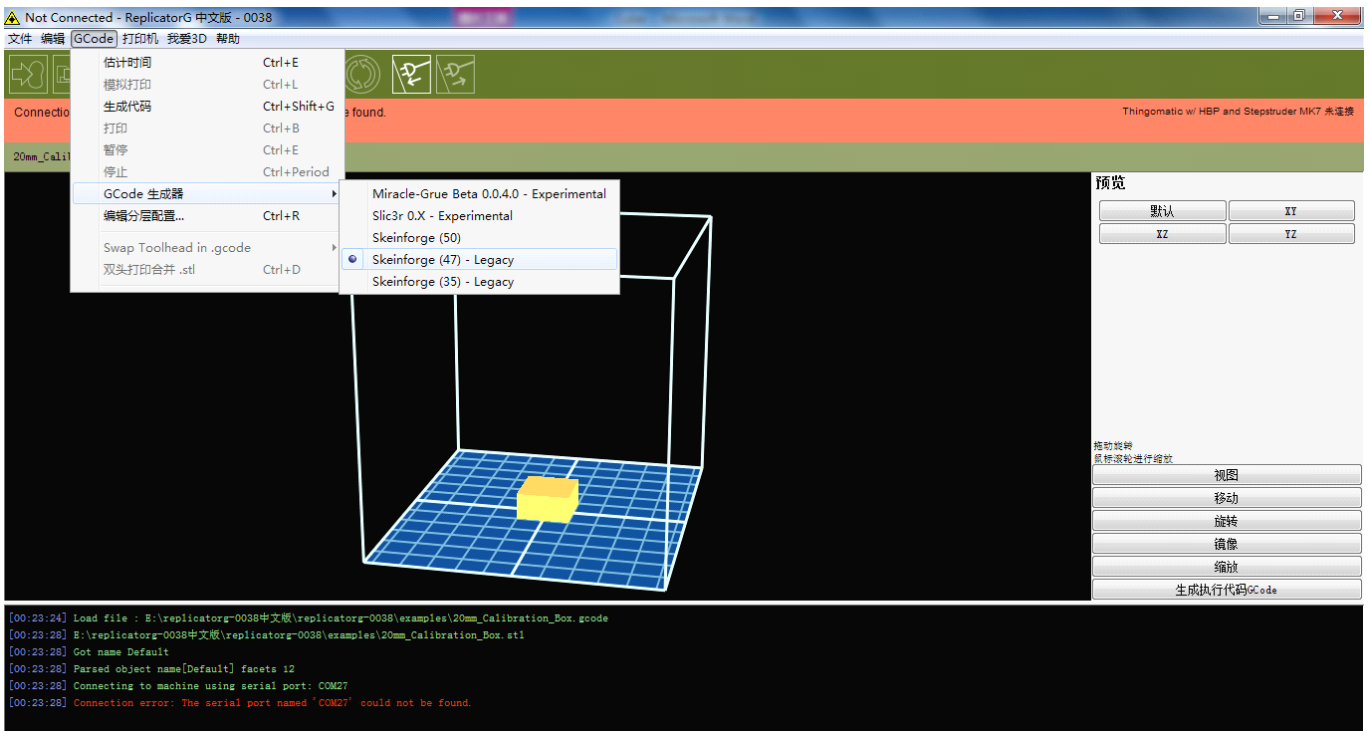 Not Connected - ReplicatorG 中文版 - 0038
文件 编辑 GCode 打印机 我爱3D 帮助
估计时间 Ctrl+E
模拟打印 Ctrl+L
生成代码 Ctrl+Shift+G
打印 Ctrl+B
暂停 Ctrl+E
停止 Ctrl+Period
GCode 生成器
编辑分层配置... Ctrl+R
Swap Toolhead in .gcode
双头打印合并 .stl Ctrl+D
Miracle-Grue Beta 0.0.4.0 - Experimental
Slic3r 0.X - Experimental
Skeinforge (50)
Skeinforge (47) - Legacy
Skeinforge (35) - Legacy
Connectio
e found.
Thingomatic w/ HBP and Stepstruder MK7 未连接
20mm_Calil
预览
默认 XY
XZ YZ
拖动旋转
鼠标滚轮进行缩放
视图
移动
旋转
镜像
缩放
生成执行代码GCode
[00:23:24] Load file : E:\replicatorg-0038中文版\replicatorg-0038\examples\20mm_Calibration_Box.gcode
[00:23:28] E:\replicatorg-0038中文版\replicatorg-0038\examples\20mm_Calibration_Box.stl
[00:23:28] Got name Default
[00:23:28] Parsed object name[Default] facets 12
[00:23:28] Connecting to machine using serial port: COM27
[00:23:28] Connection error: The serial port named 'COM27' could not be found.